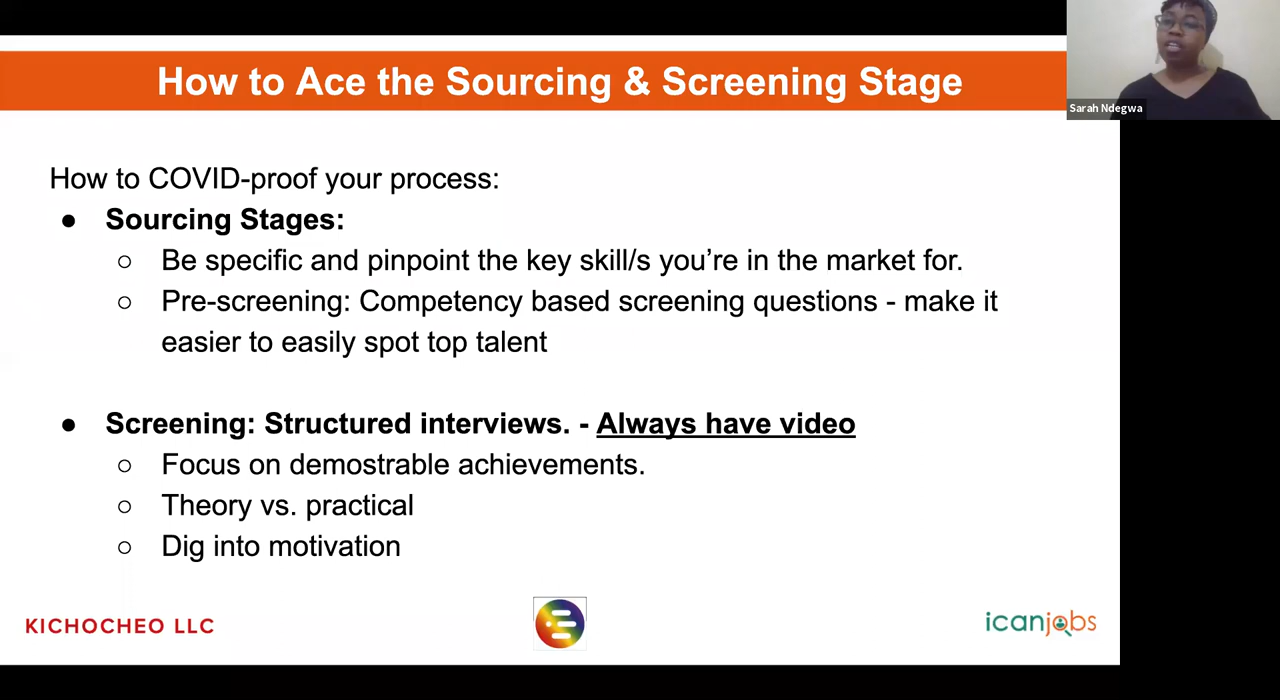 How to Ace the Sourcing & Screening Stage
Sarah Ndegwa
How to COVID-proof your process:
● Sourcing Stages:
○ Be specific and pinpoint the key skill/s you're in the market for.
○ Pre-screening: Competency based screening questions - make it
easier to easily spot top talent
● Screening: Structured interviews. - Always have video
○ Focus on demostrable achievements.
○ Theory vs. practical
○ Dig into motivation
KICHOCHEO LLC
icanjobs